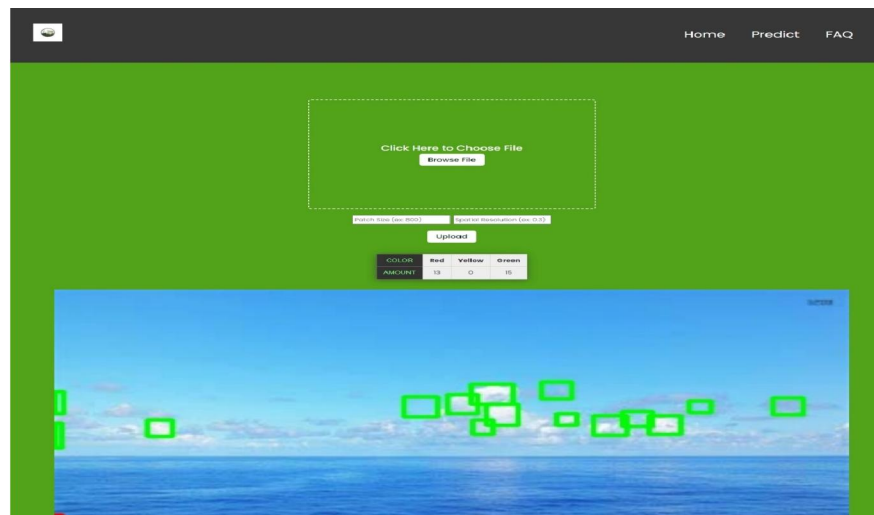 Home Predict FAQ
Click Here to Choose File
Browse File
Patch Size (ex: 800) Spatial Resolution (ex: 0.3)
Upload
COLOR Red Yellow Green
AMOUNT 13 0 15